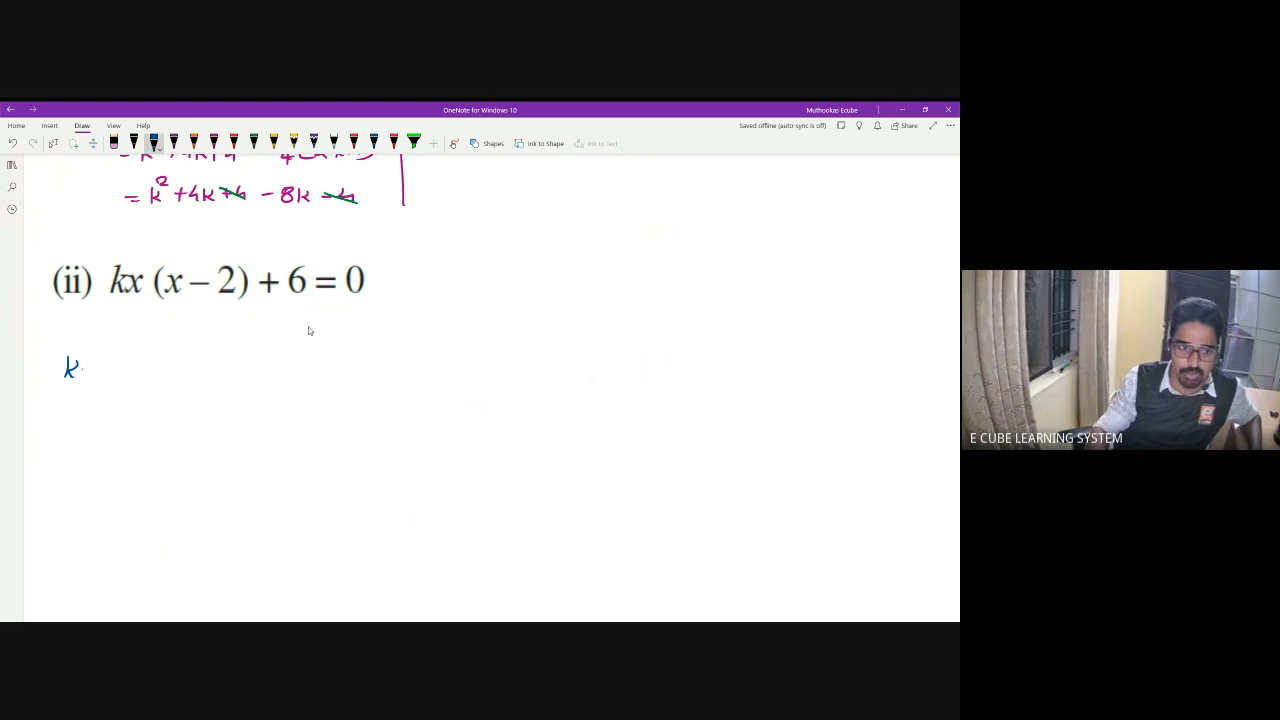 OneNote for Windows 10
Muthookas Ecube
Home Insert Draw View Help
Saved offline (auto-sync is off)
Share
Shapes
Ink to Shape
Ink to Text
= k² + 4k + 4 - 8k - 4
(ii) kx (x – 2) + 6 = 0
k
E CUBE LEARNING SYSTEM